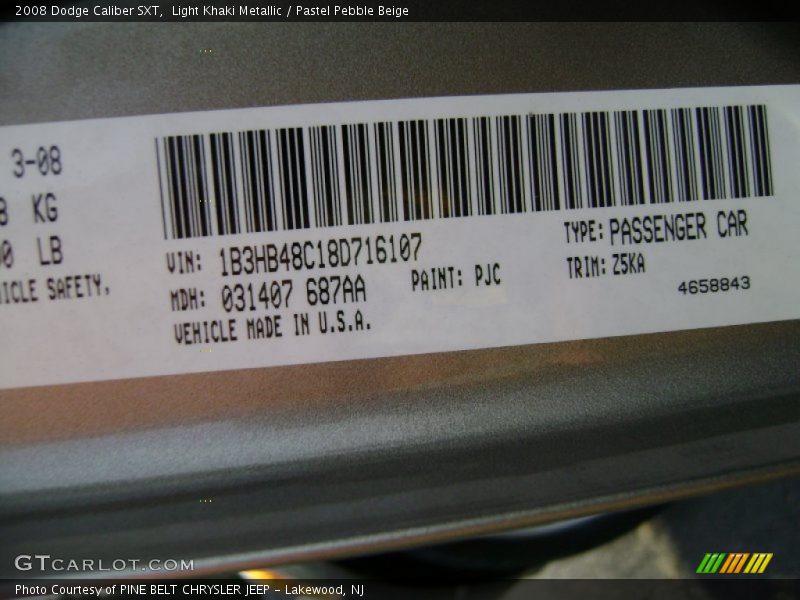 2008 Dodge Caliber SXT,  Light Khaki Metallic / Pastel Pebble Beige
3-08
KG
LB
SAFETY,
VIN: 1B3HB48C18D716107
TYPE: PASSENGER CAR
MDH: 031407 687AA
PAINT: PJC
TRIM: Z5KA
VEHICLE MADE IN U.S.A.
4658843
GTCARLOT.COM
Photo Courtesy of PINE BELT CHRYSLER JEEP - Lakewood, NJ